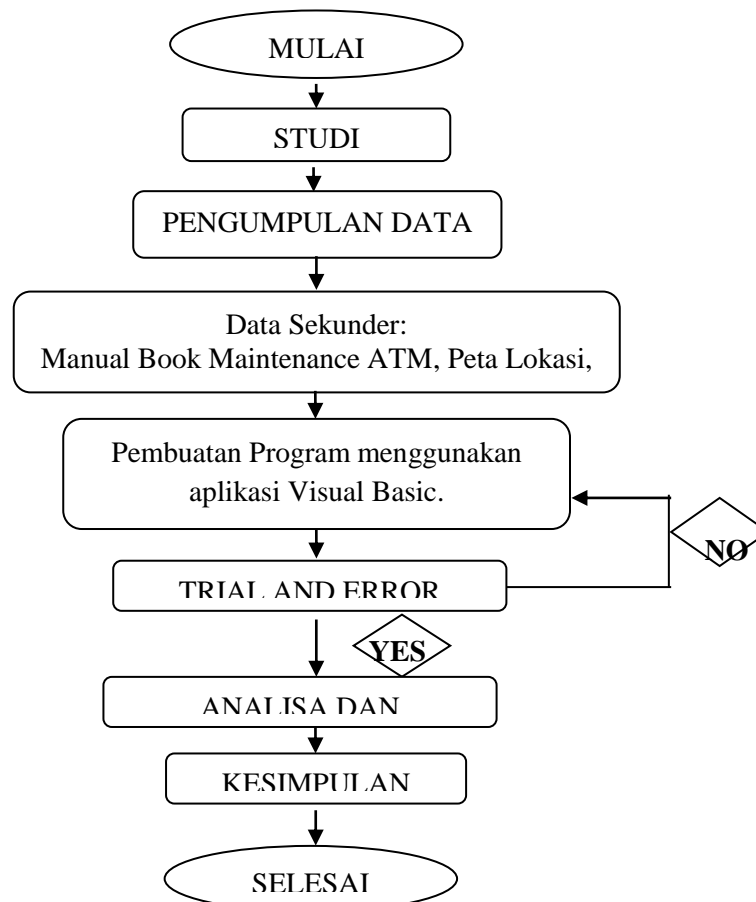 MULAI
STUDI
PENGUMPULAN DATA
Data Sekunder:
Manual Book Maintenance ATM, Peta Lokasi,
Pembuatan Program menggunakan
aplikasi Visual Basic.
NO
TRIAL AND ERROR
YES
ANALISA DAN
KESIMPULAN
SELESAI